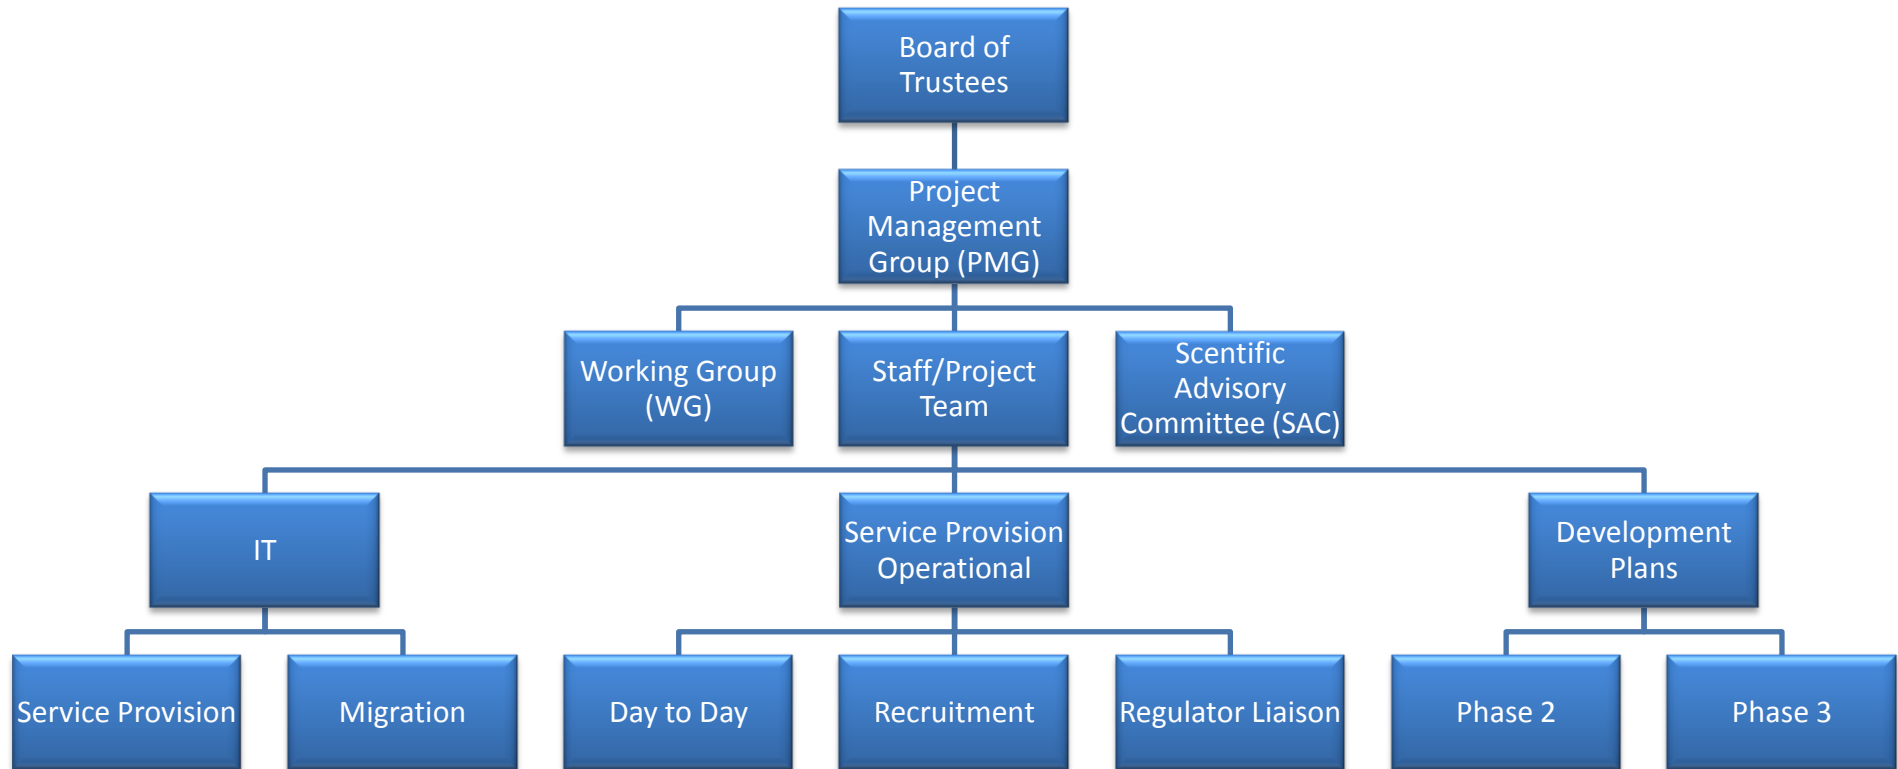 Board of
Trustees
Project
Management
Group (PMG)
Working Group
(WG)
Staff/Project
Team
Scentific
Advisory
Committee (SAC)
IT
Service Provision
Operational
Development
Plans
Service Provision
Migration
Day to Day
Recruitment
Regulator Liaison
Phase 2
Phase 3